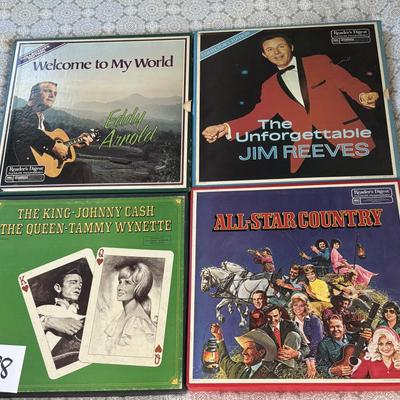 Welcome to My World
Eddy
Arnold
Reader's Digest
Reader's Digest
The
Unforgettable
JIM REEVES
THE KING-JOHNNY CASH
THE QUEEN-TAMMY WYNETTE
K
Q
8
Reader's Digest
ALL-STAR COUNTRY